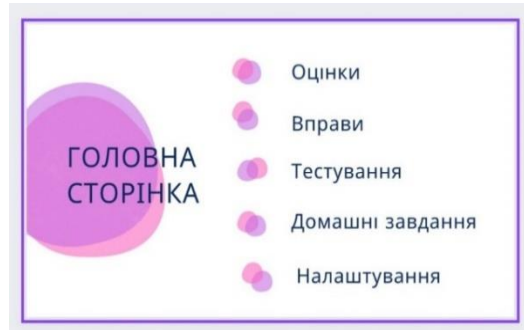 ГОЛОВНА
СТОРІНКА
Оцінки
Вправи
Тестування
Домашні завдання
Налаштування